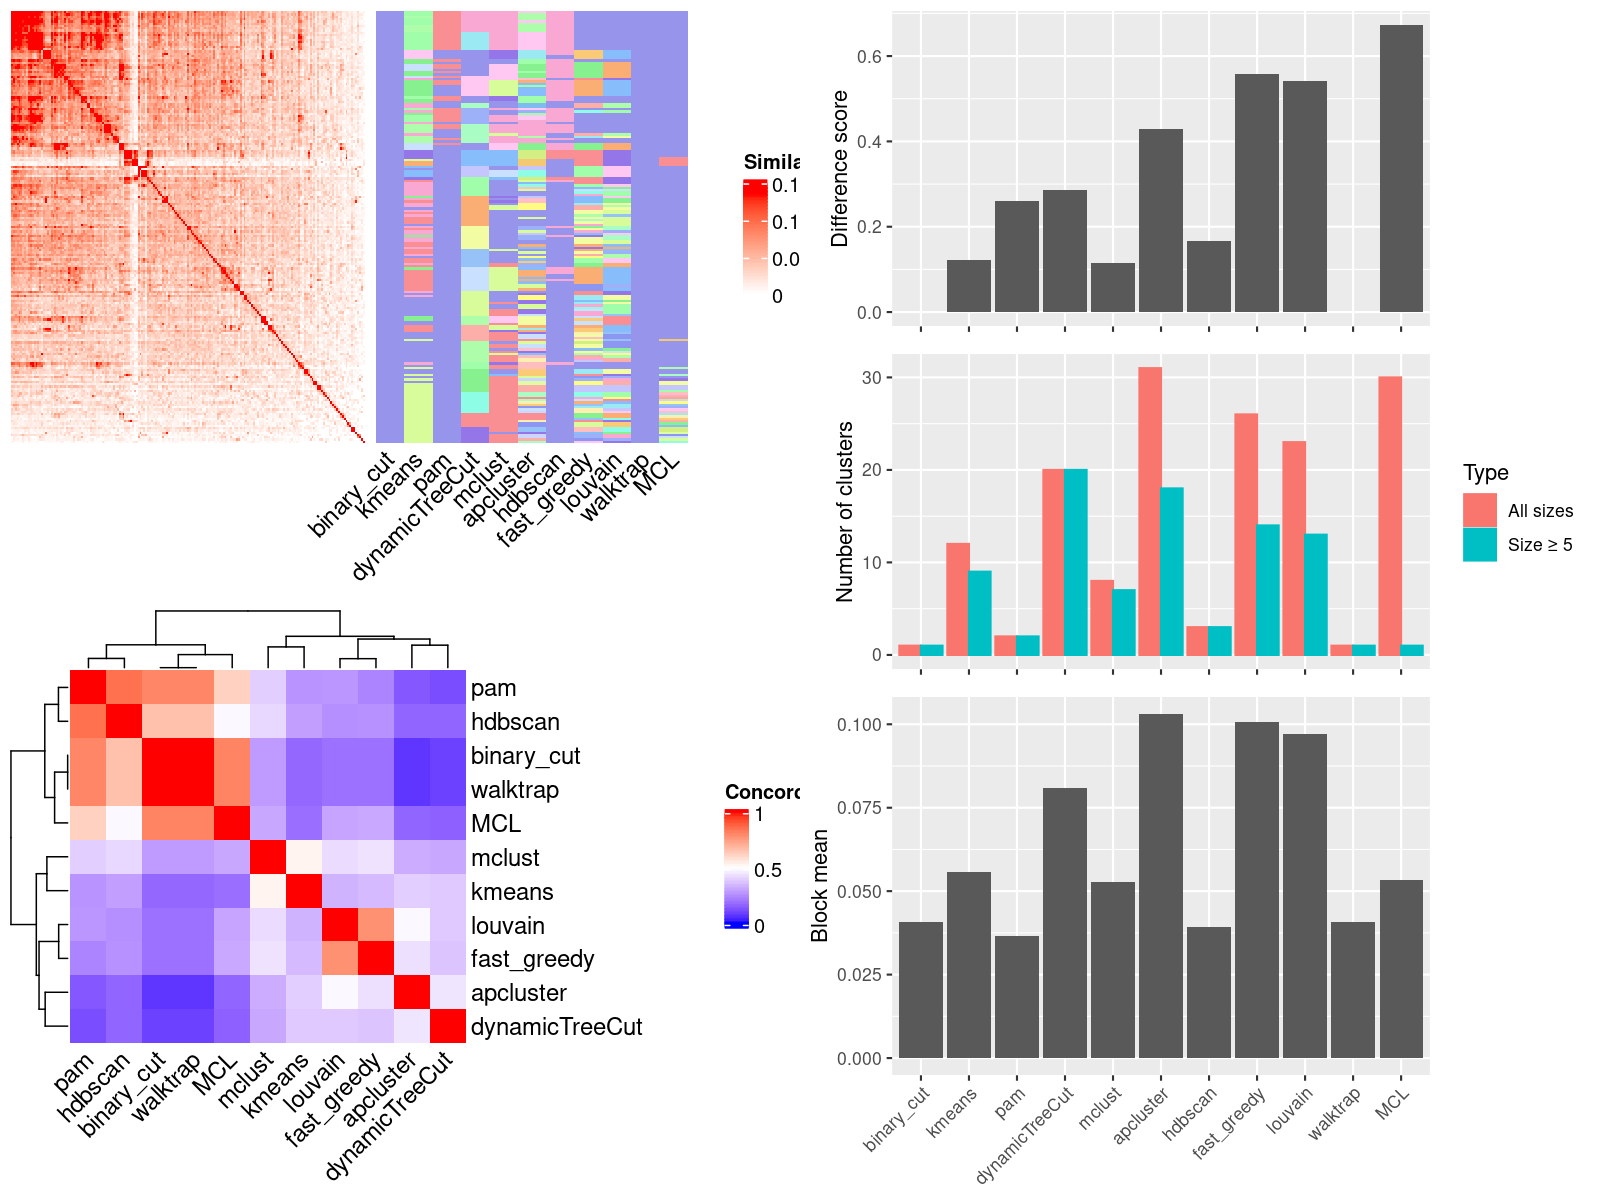 Simila
0.1
0.1
0.0
0
binary_cut
kmeans
pam
dynamicTreeCut
mclust
apcluster
hdbscan
fast_greedy
louvain
walktrap
MCL
pam
hdbscan
binary_cut
walktrap
MCL
mclust
kmeans
louvain
fast_greedy
apcluster
dynamicTreeCut
pam
hdbscan
binary_cut
walktrap
MCL
mclust
kmeans
louvain
fast_greedy
apcluster
dynamicTreeCut
Concord
1
0.5
0
Difference score
0.6
0.4
0.2
0.0
Number of clusters
30
20
10
0
Type
All sizes
Size ≥ 5
Block mean
0.100
0.075
0.050
0.025
0.000
binary_cut
kmeans
pam
dynamicTreeCut
mclust
apcluster
hdbscan
fast_greedy
louvain
walktrap
MCL